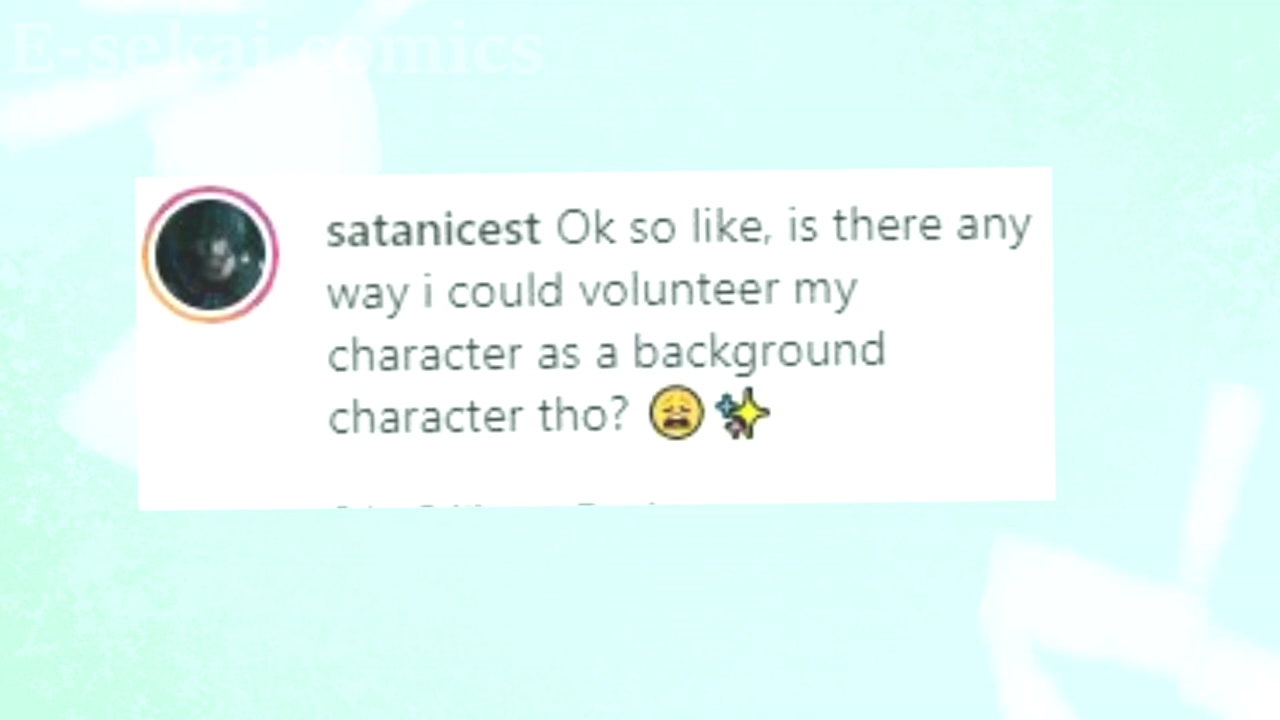 E-sekai comics
satanicest Ok so like, is there any
way i could volunteer my
character as a background
character tho? 😩✨